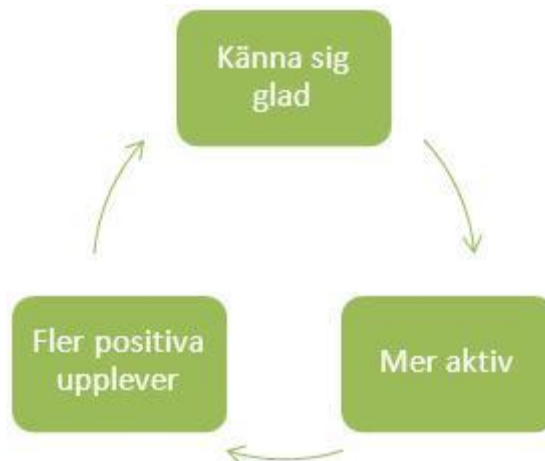 Känna sig
glad
Mer aktiv
Fler positiva
upplever